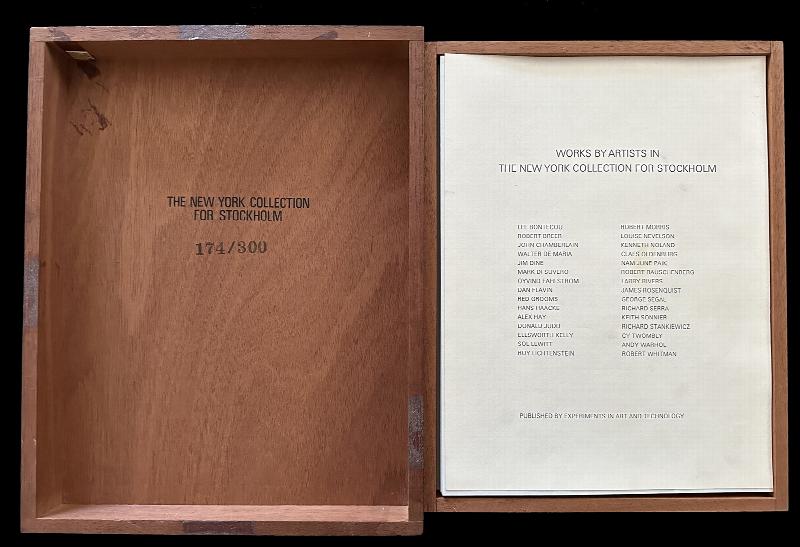 THE NEW YORK COLLECTION
FOR STOCKHOLM
174/300
WORKS BY ARTISTS IN
THE NEW YORK COLLECTION FOR STOCKHOLM
LEE BONTECOU
ROBERT BREER
JOHN CHAMBERLAIN
WALTER DE MARIA
JIM DINE
MARK DI SUVERO
OYVIND FAHLSTROM
DAN FLAVIN
RED GROOMS
HANS HAACKE
ALEX HAY
DONALD JUDD
ELLSWORTH KELLY
SOL LEWITT
ROY LICHTENSTEIN
ROBERT MORRIS
LOUISE NEVELSON
KENNETH NOLAND
CLAES OLDENBURG
NAM JUNE PAIK
ROBERT RAUSCHENBERG
LARRY RIVERS
JAMES ROSENQUIST
GEORGE SEGAL
RICHARD SERRA
KEITH SONNIER
RICHARD STANKIEWICZ
CY TWOMBLY
ANDY WARHOL
ROBERT WHITMAN
PUBLISHED BY EXPERIMENTS IN ART AND TECHNOLOGY